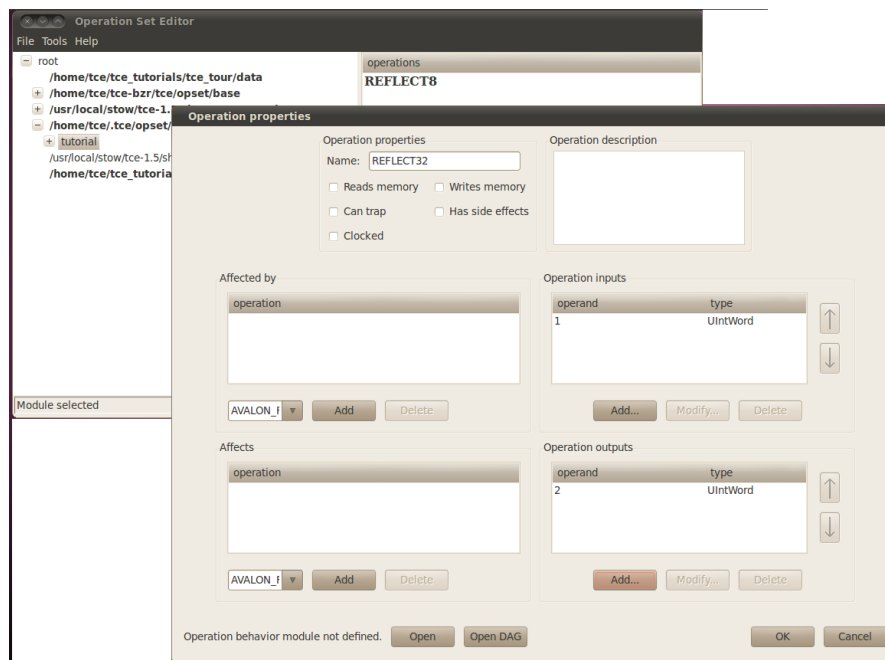 Operation Set Editor
File Tools Help
root
/home/tce/tce_tutorials/tce_tour/data
/home/tce-bzr/tce/opset/base
/usr/local/stow/tce-1.
/home/tce/.tce/opset/
tutorial
/usr/local/stow/tce-1.5/sh
/home/tce/tce_tutoria
operations
REFLECT8
Module selected
Operation properties
Operation properties
Name: REFLECT32
Reads memory Writes memory
Can trap Has side effects
Clocked
Operation description
Affected by
operation
AVALON_F Add Delete
Operation inputs
operand type
1 UIntWord
Add... Modify... Delete
Affects
operation
AVALON_F Add Delete
Operation outputs
operand type
2 UIntWord
Add... Modify... Delete
Operation behavior module not defined. Open Open DAG OK Cancel